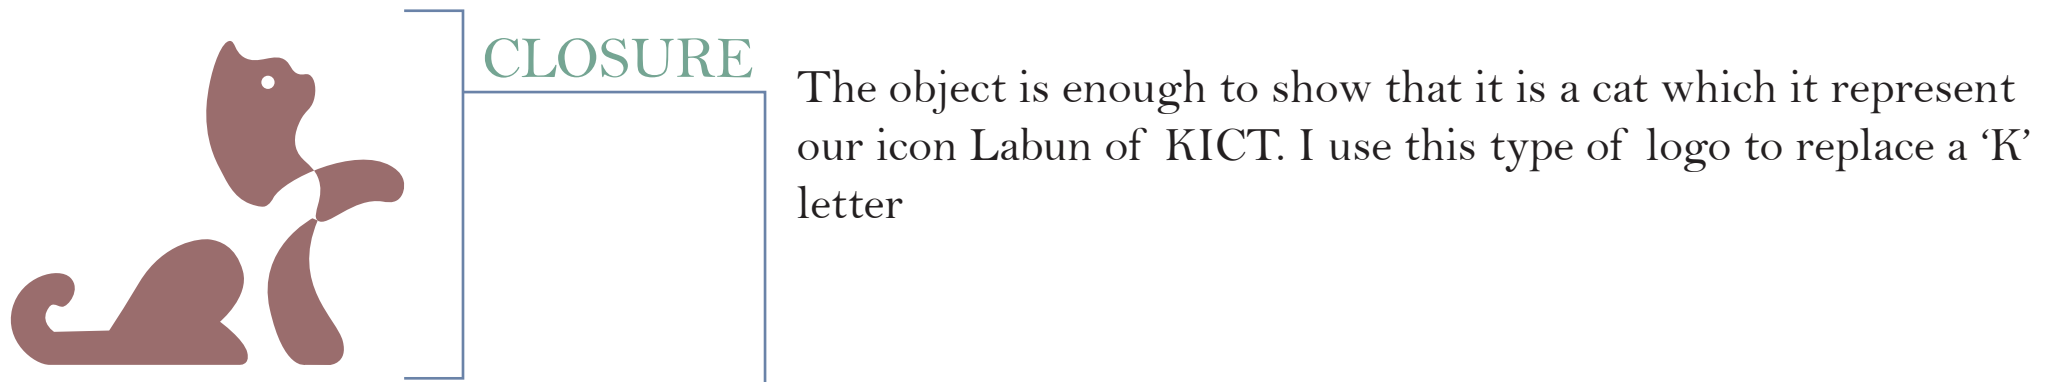 CLOSURE
The object is enough to show that it is a cat which it represent
our icon Labun of KICT. I use this type of logo to replace a ‘K’
letter